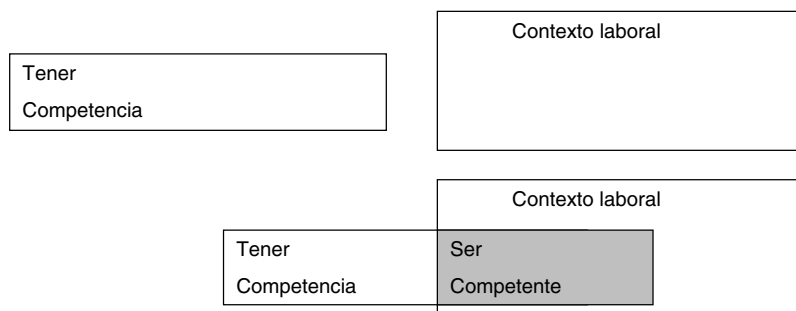 Contexto laboral
Tener
Competencia
Contexto laboral
Tener
Competencia
Ser
Competente